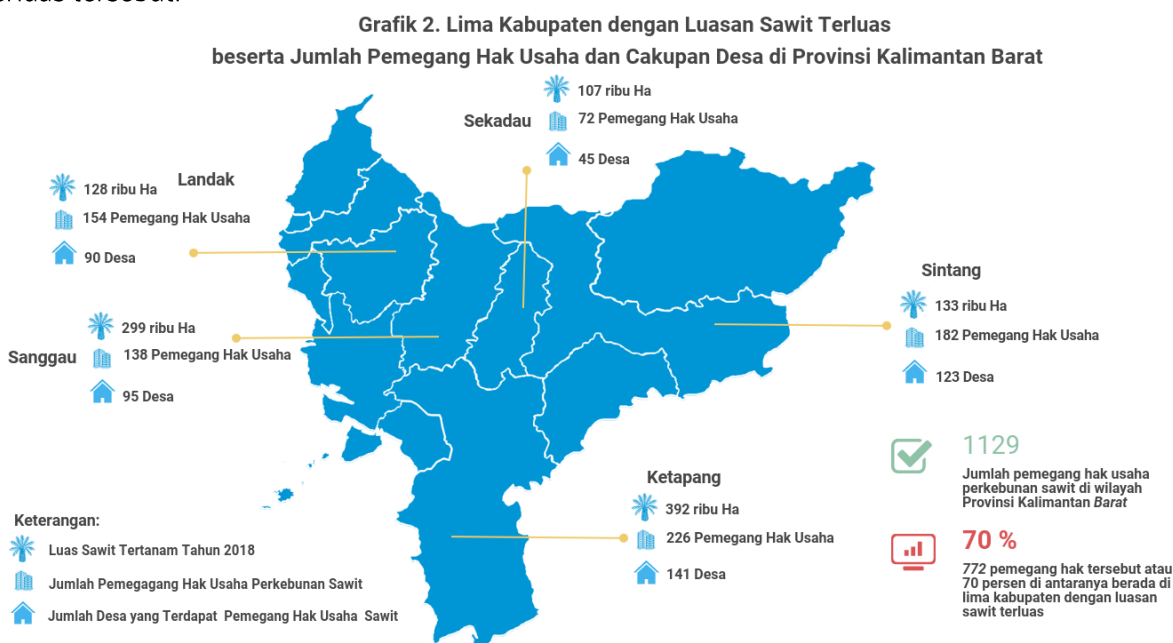 Grafik 2. Lima Kabupaten dengan Luasan Sawit Terluas
beserta Jumlah Pemegang Hak Usaha dan Cakupan Desa di Provinsi Kalimantan Barat
Sekadau
107 ribu Ha
72 Pemegang Hak Usaha
45 Desa
Landak
128 ribu Ha
154 Pemegang Hak Usaha
90 Desa
Sanggau
299 ribu Ha
138 Pemegang Hak Usaha
95 Desa
Sintang
133 ribu Ha
182 Pemegang Hak Usaha
123 Desa
Ketapang
392 ribu Ha
226 Pemegang Hak Usaha
141 Desa
1129
Jumlah pemegang hak usaha
perkebunan sawit di wilayah
Provinsi Kalimantan Barat
70 %
772 pemegang hak tersebut atau
70 persen di antaranya berada di
lima kabupaten dengan luasan
sawit terluas
Keterangan:
Luas Sawit Tertanam Tahun 2018
Jumlah Pemegagang Hak Usaha Perkebunan Sawit
Jumlah Desa yang Terdapat Pemegang Hak Usaha Sawit